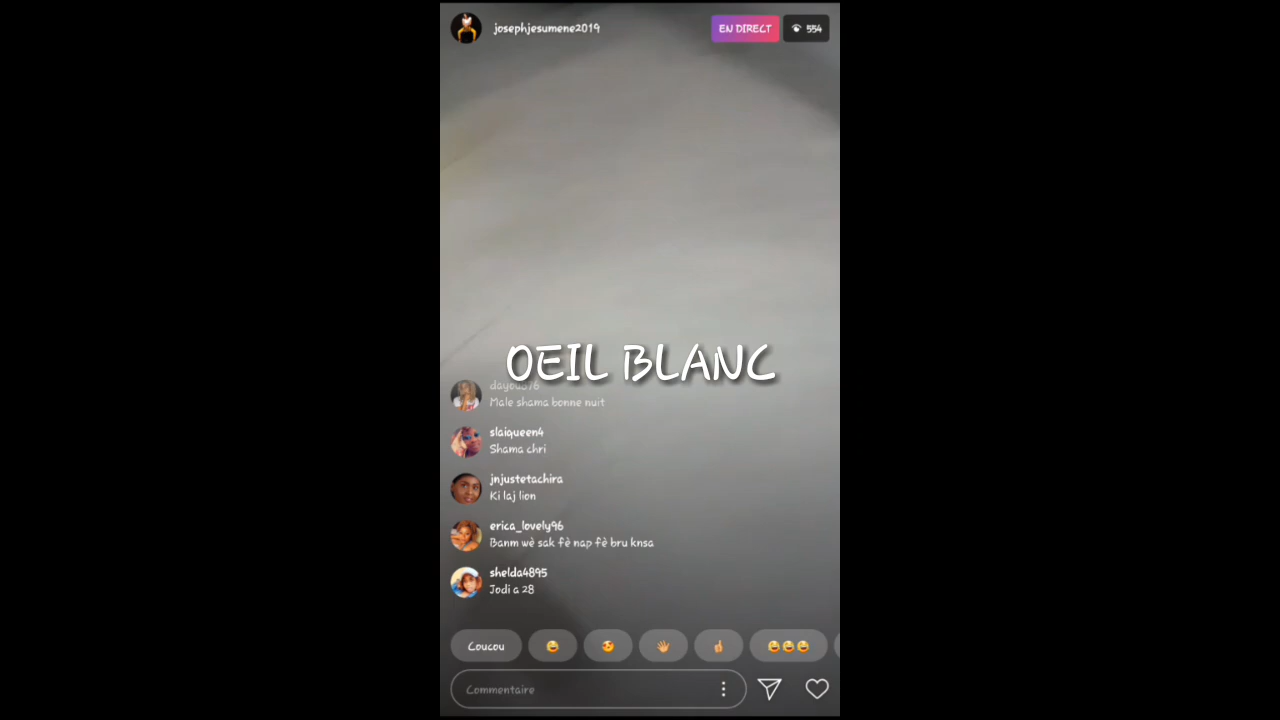 josephjesumene2019
EN DIRECT
554
OEIL BLANC
dayou576
Male shama bonne nuit
slaiqueen4
Shama chri
jnjustetachira
Ki laj lion
erica_lovely96
Banm wè sak fè nap fè bru knsa
shelda4895
Jodi a 28
Coucou
Commentaire